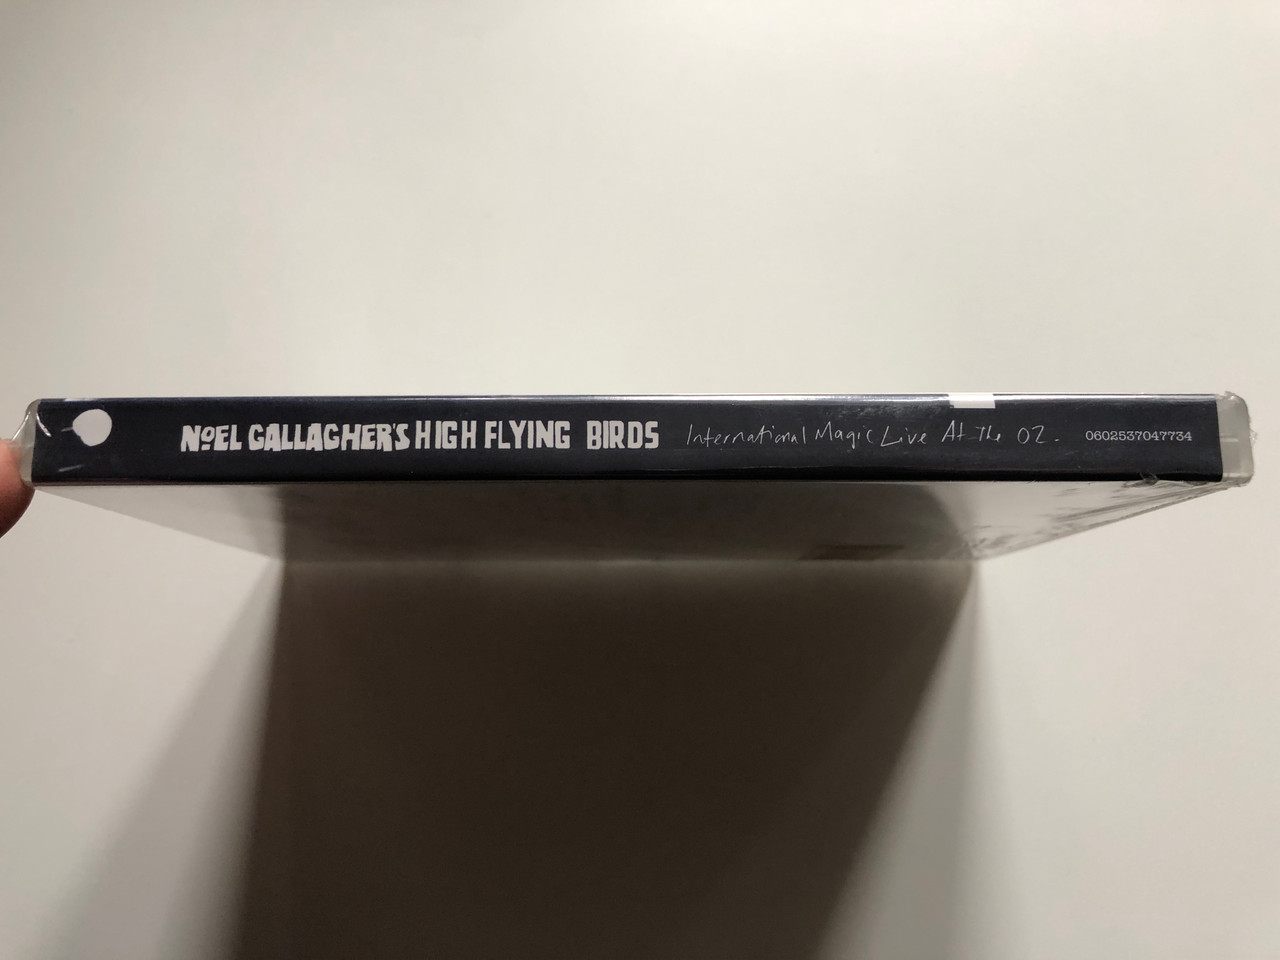 NoEL GALLAGHER'S HIGH FLYING BIRDS International Magic Live At The O2. 0602537047734